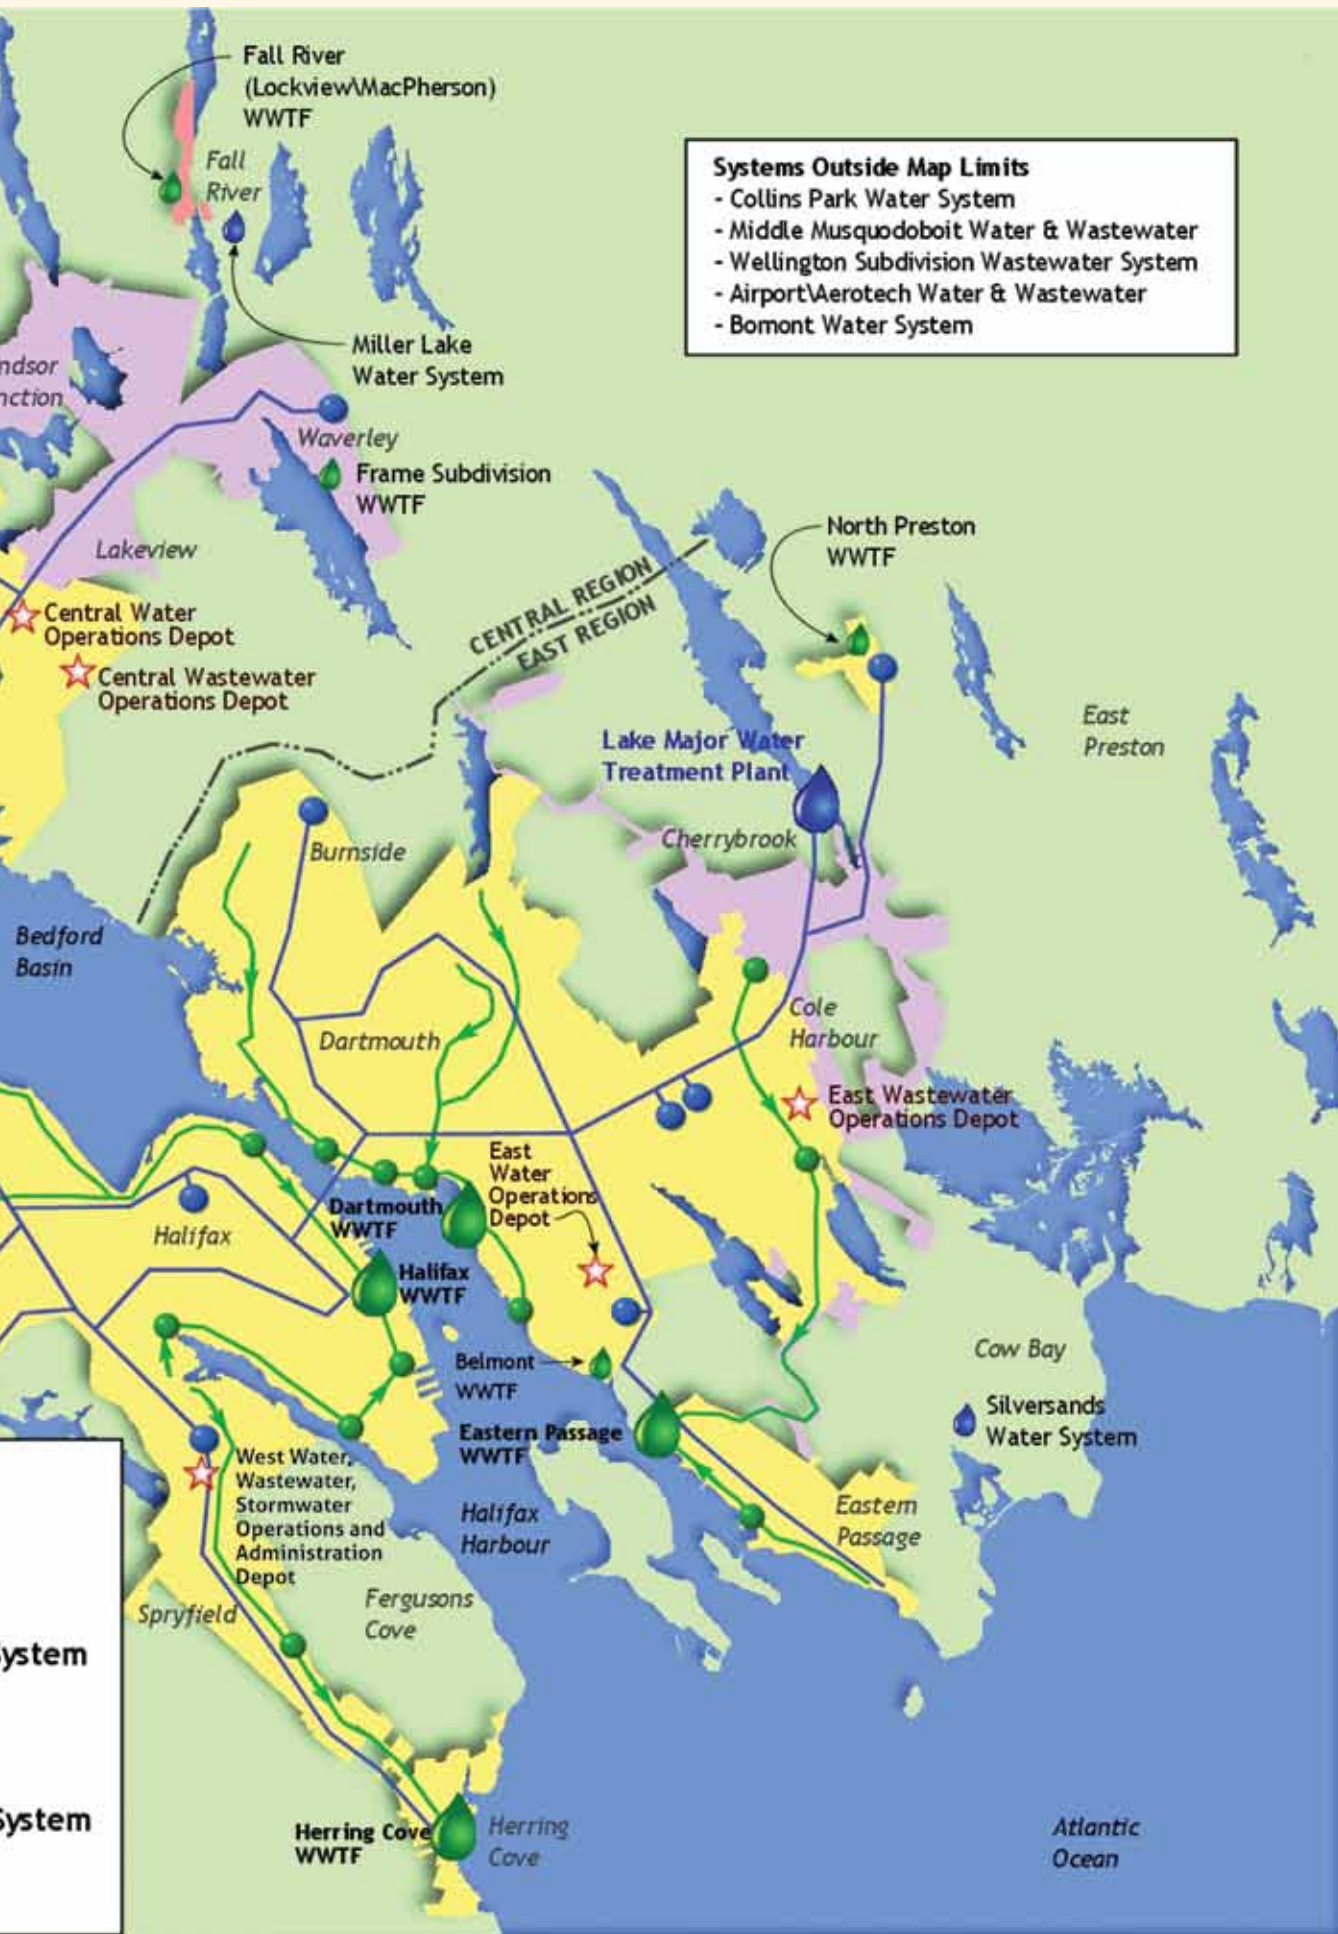 Fall River
(Lockview\MacPherson)
WWTF
Fall
River
Systems Outside Map Limits
- Collins Park Water System
- Middle Musquodoboit Water & Wastewater
- Wellington Subdivision Wastewater System
- Airport\Aerotech Water & Wastewater
- Bomont Water System
Miller Lake
Water System
ndsor
nction
Waverley
Frame Subdivision
WWTF
North Preston
WWTF
Lakeview
CENTRAL REGION
EAST REGION
Central Water
Operations Depot
Central Wastewater
Operations Depot
East
Preston
Lake Major Water
Treatment Plant
Cherrybrook
Burnside
Bedford
Basin
Cole
Harbour
Dartmouth
East Wastewater
Operations Depot
East
Water
Operations
Depot
Dartmouth
WWTF
Halifax
Halifax
WWTF
Belmont
WWTF
Cow Bay
Silversands
Water System
Eastern Passage
WWTF
West Water,
Wastewater,
Stormwater
Operations and
Administration
Depot
Halifax
Harbour
Eastern
Passage
Fergusons
Cove
Spryfield
ystem
System
Herring Cove
WWTF
Herring
Cove
Atlantic
Ocean